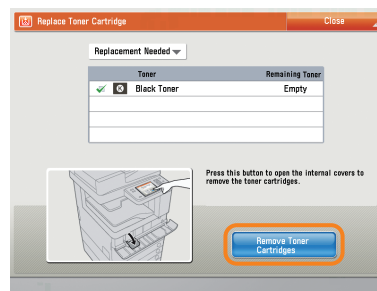 Replace Toner Cartridge
Close
Replacement Needed
Toner
Remaining Toner
Black Toner
Empty
Press this button to open the internal covers to
remove the toner cartridges.
Remove Toner
Cartridges